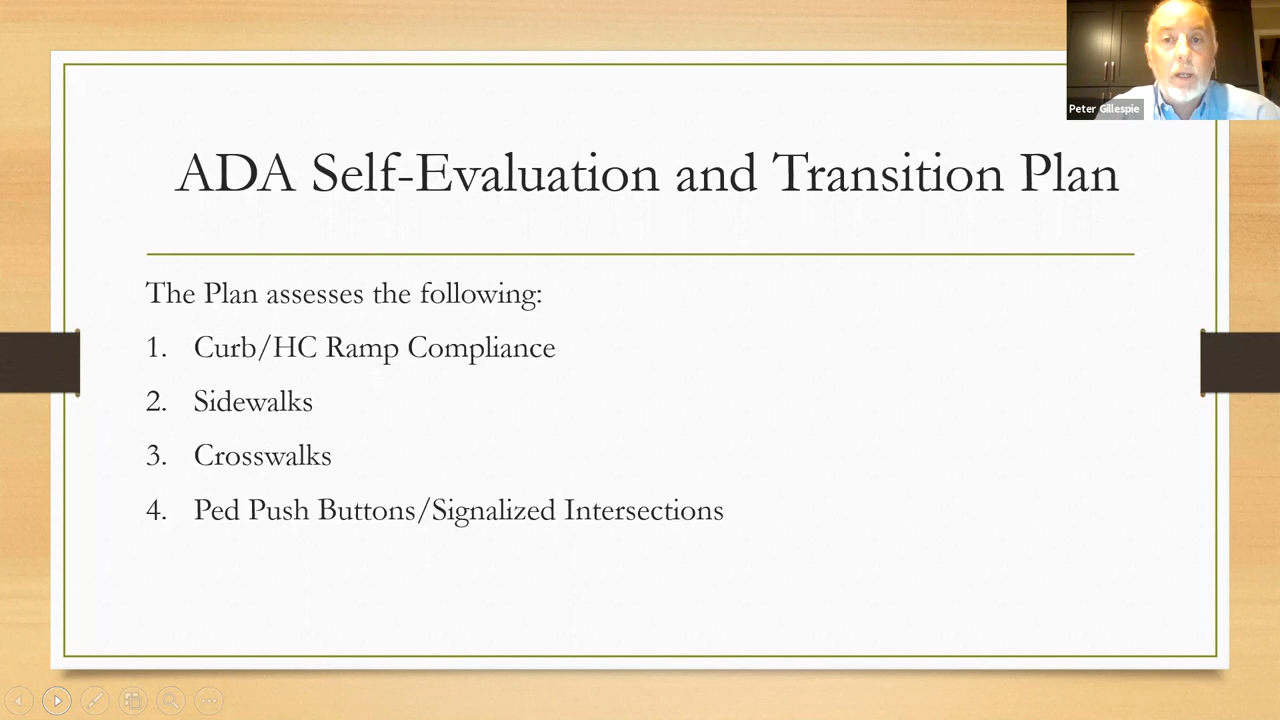 Peter Gillespie
ADA Self-Evaluation and Transition Plan
The Plan assesses the following:
1. Curb/HC Ramp Compliance
2. Sidewalks
3. Crosswalks
4. Ped Push Buttons/Signalized Intersections